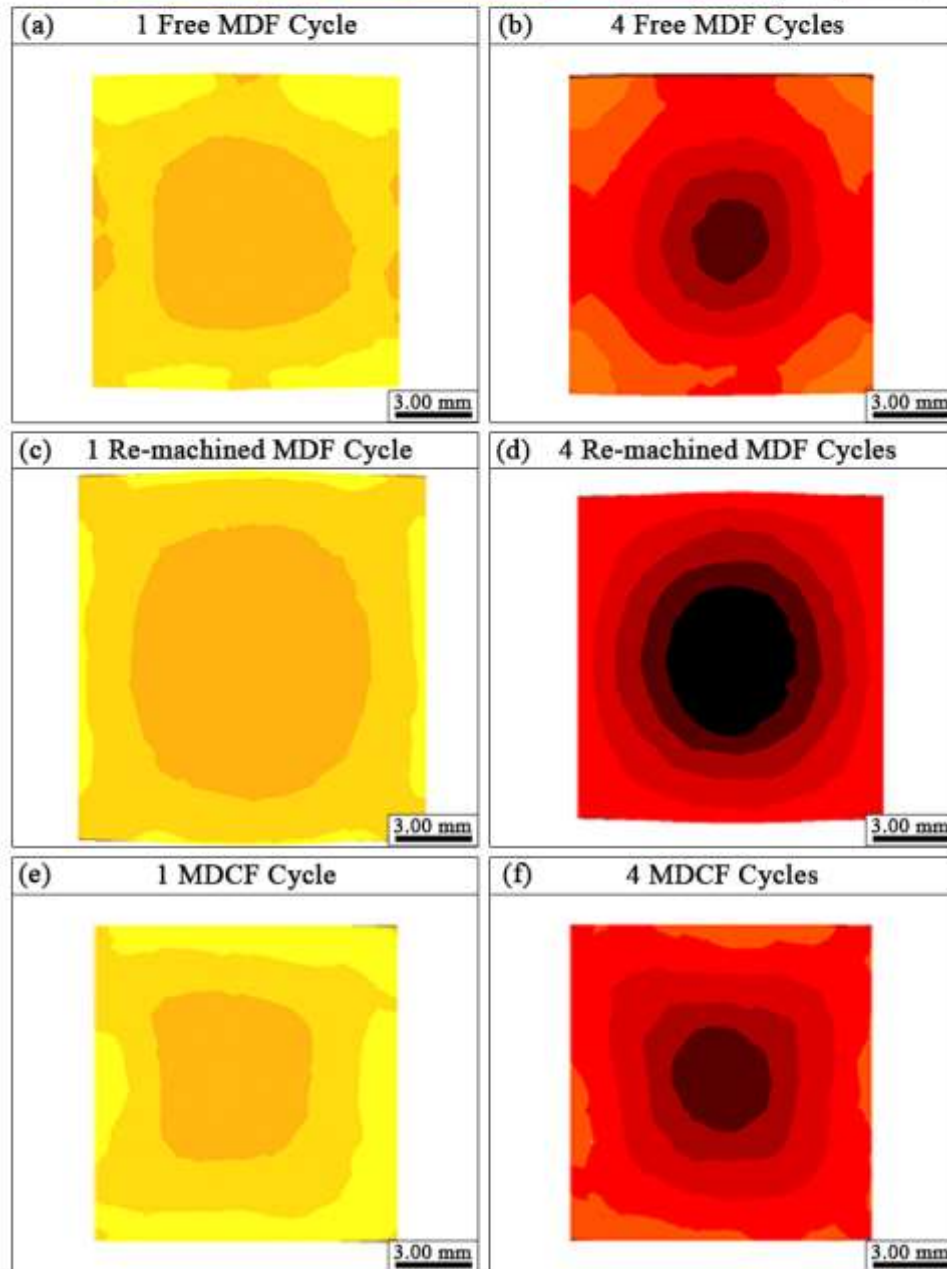 (a) 1 Free MDF Cycle
(b) 4 Free MDF Cycles
3.00 mm
3.00 mm
(c) 1 Re-machined MDF Cycle
(d) 4 Re-machined MDF Cycles
3.00 mm
3.00 mm
(e) 1 MDCF Cycle
(f) 4 MDCF Cycles
3.00 mm
3.00 mm